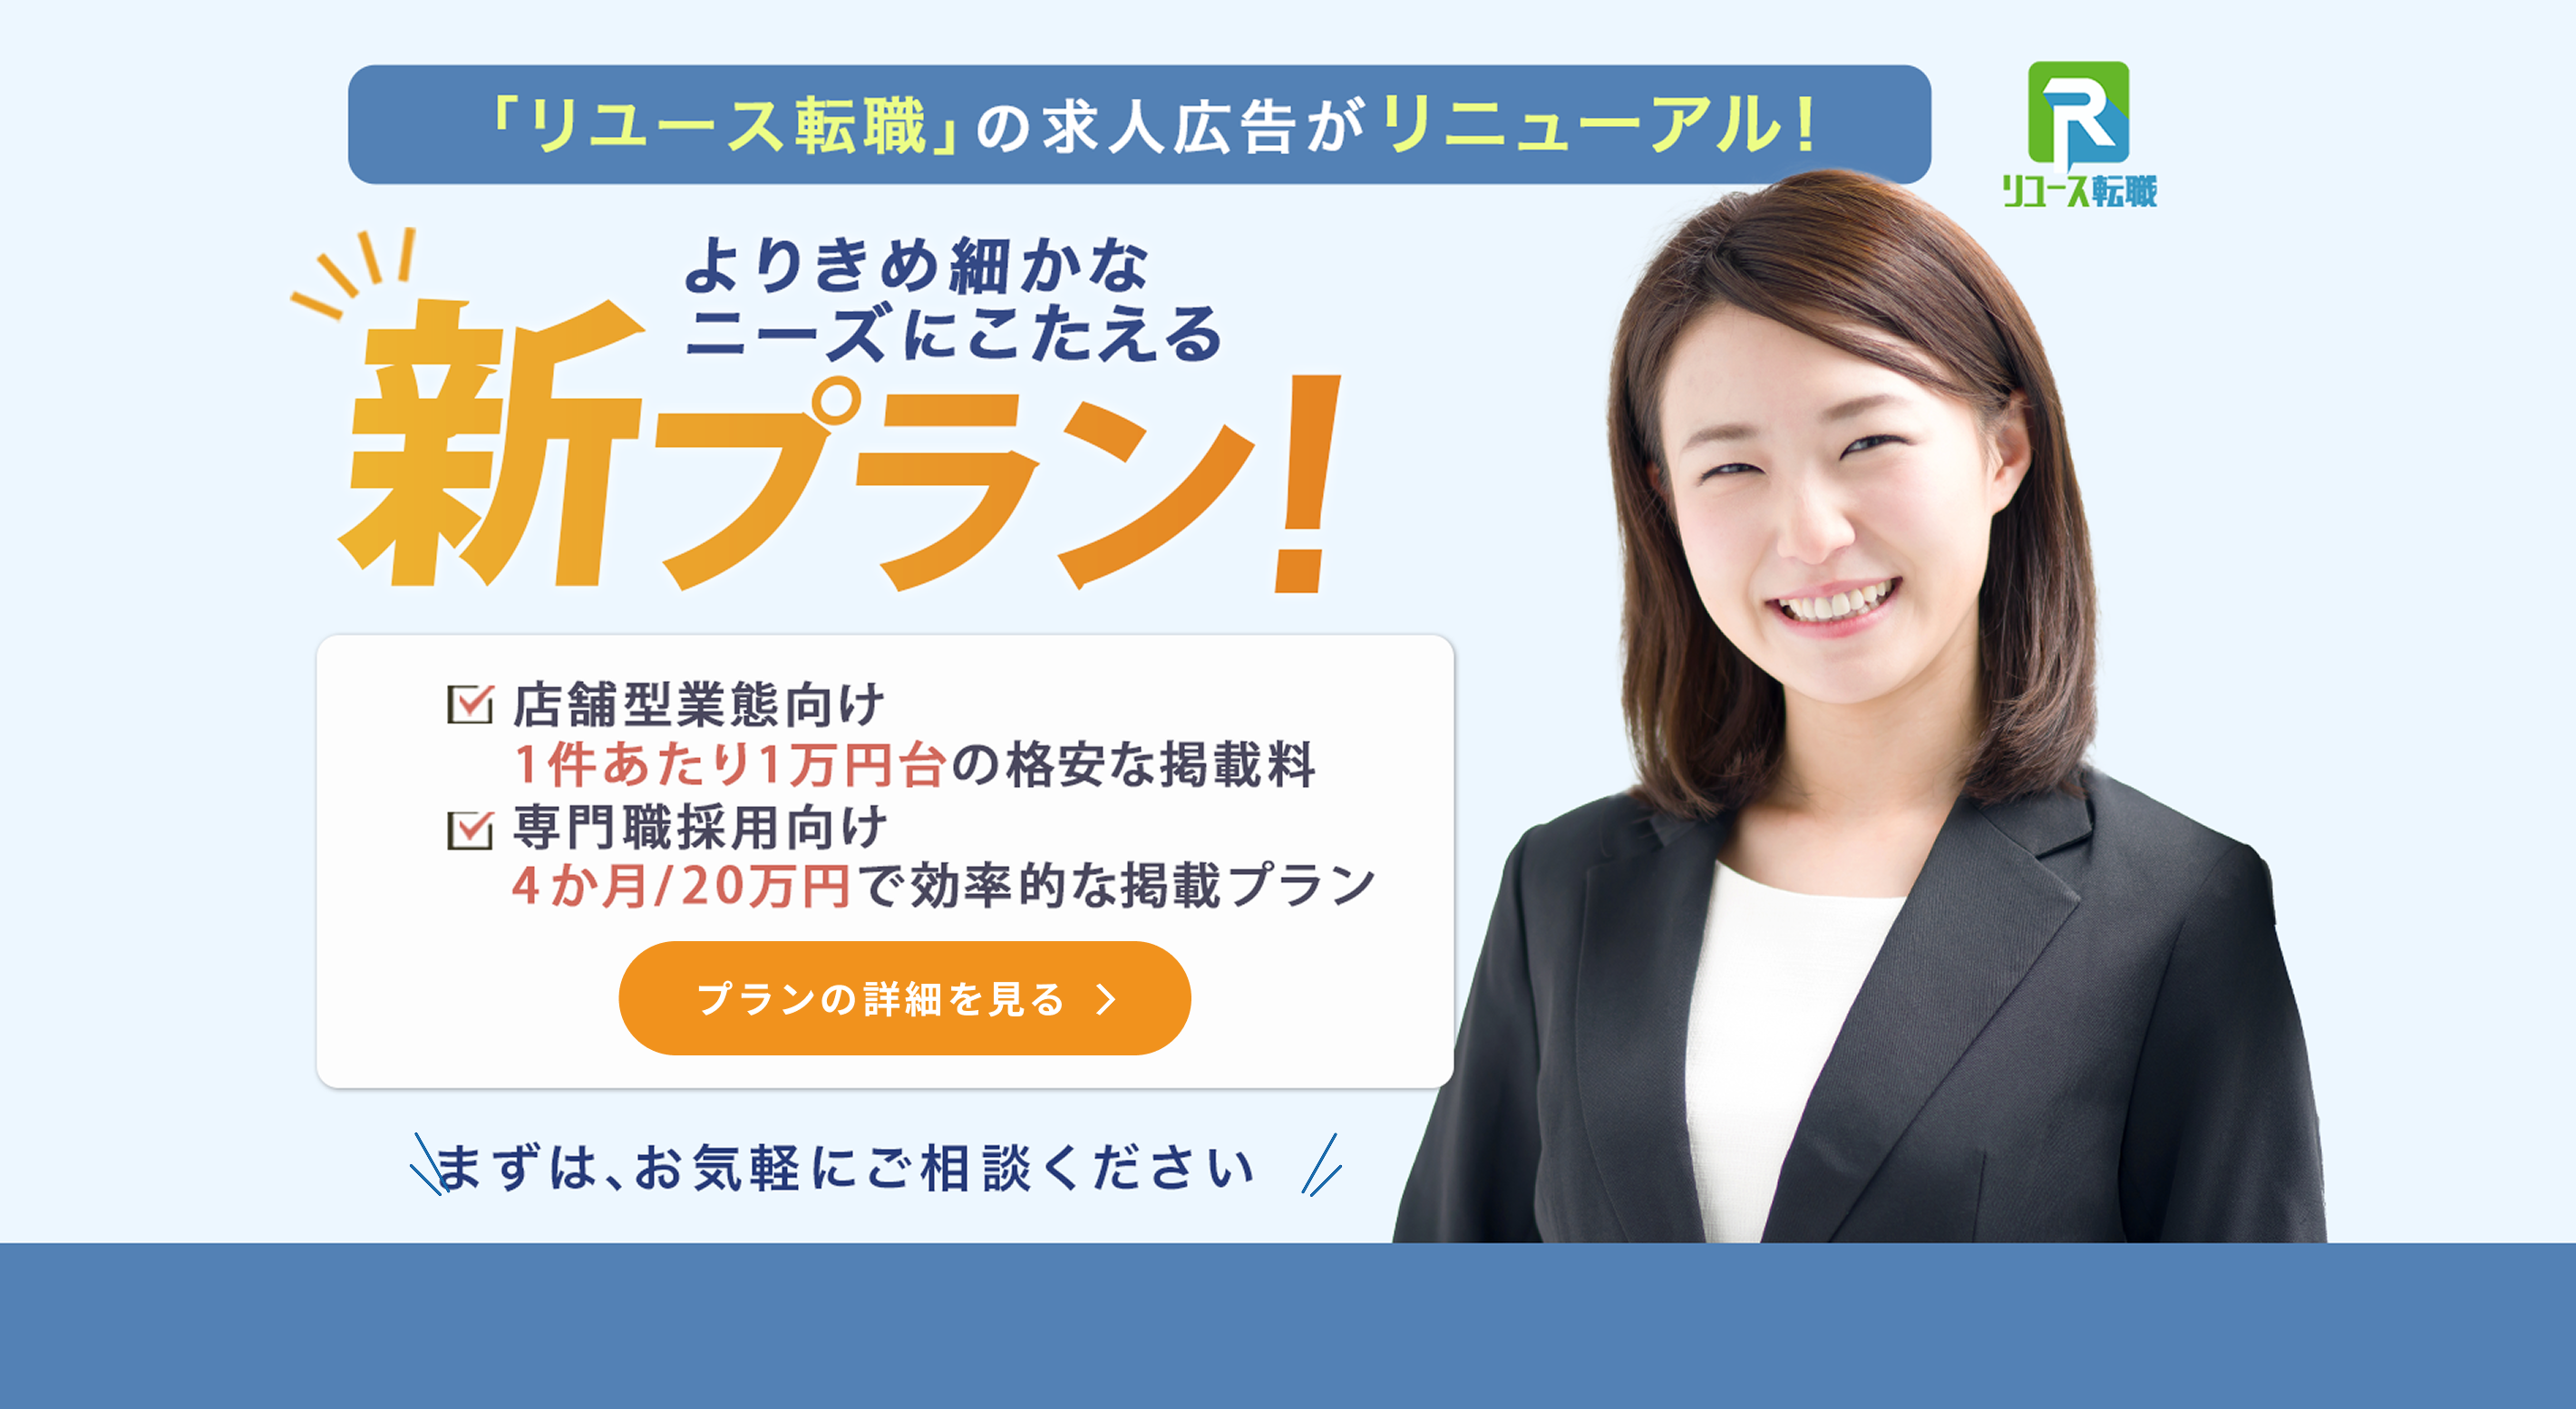 「リユース転職」の求人広告がリニューアル！
リユース転職
よりきめ細かな
ニーズにこたえる
新プラン！
店舗型業態向け
1件あたり1万円台の格安な掲載料
専門職採用向け
4か月/20万円で効率的な掲載プラン
プランの詳細を見る
まずは、お気軽にご相談ください